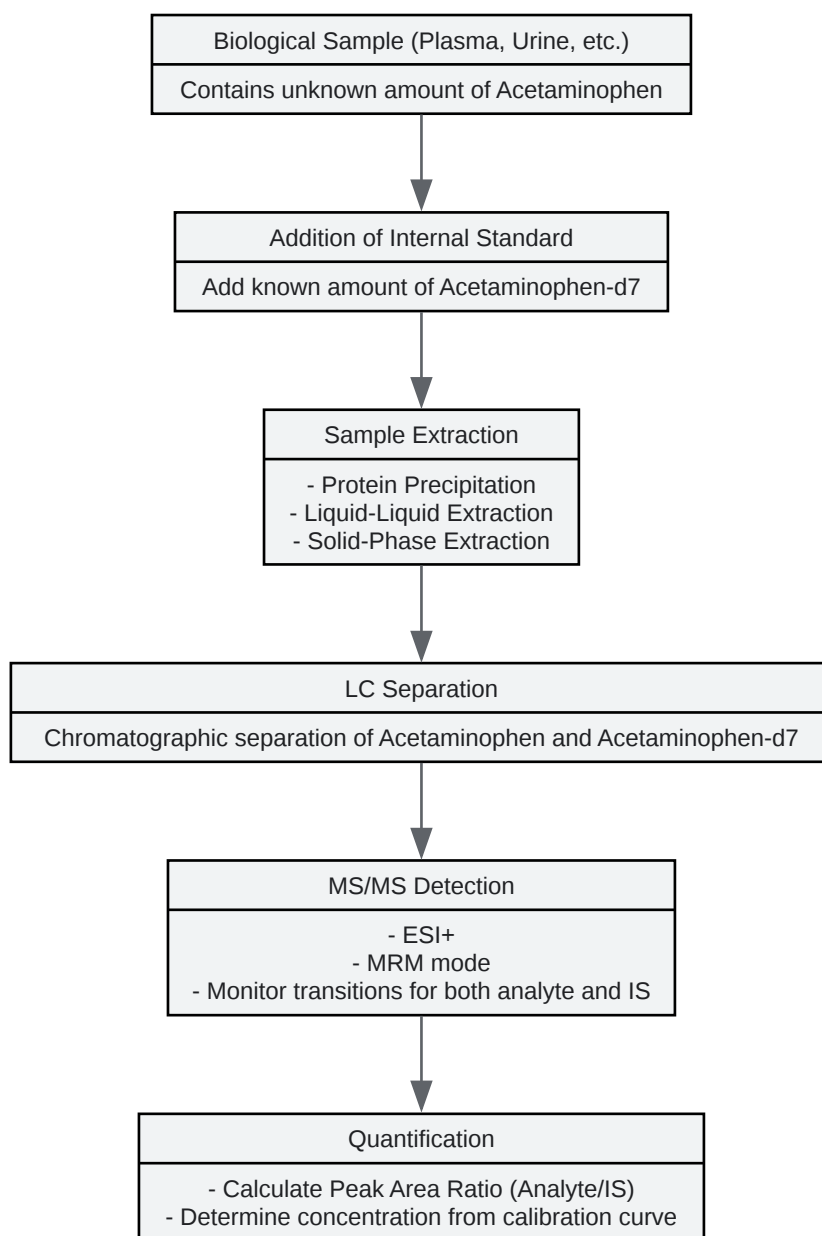 Biological Sample (Plasma, Urine, etc.)
Contains unknown amount of Acetaminophen
Addition of Internal Standard
Add known amount of Acetaminophen-d7
Sample Extraction
- Protein Precipitation
- Liquid-Liquid Extraction
- Solid-Phase Extraction
LC Separation
Chromatographic separation of Acetaminophen and Acetaminophen-d7
MS/MS Detection
- ESI+
- MRM mode
- Monitor transitions for both analyte and IS
Quantification
- Calculate Peak Area Ratio (Analyte/IS)
- Determine concentration from calibration curve